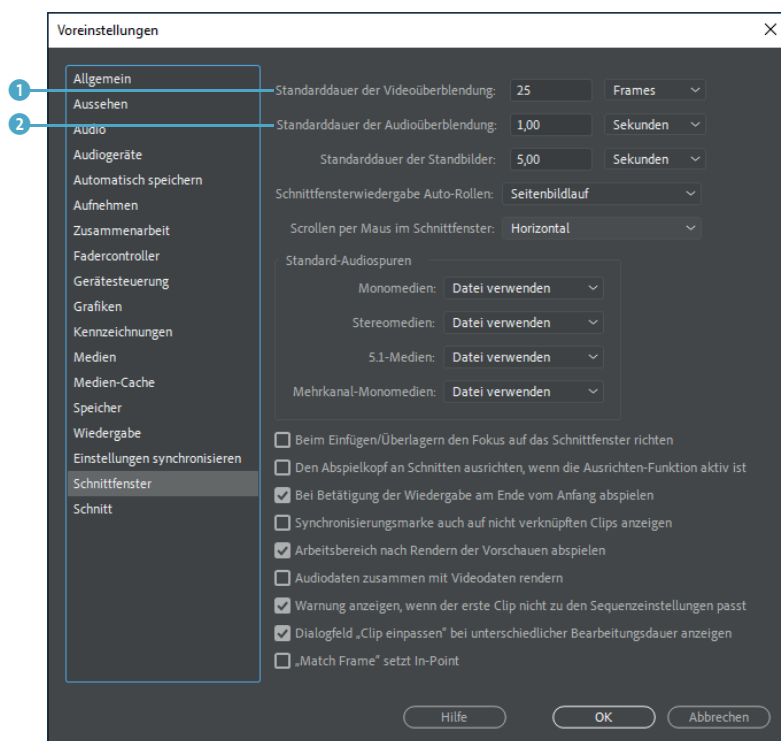 Voreinstellungen
Allgemein
Aussehen
Audio
Audiogeräte
Automatisch speichern
Aufnehmen
Zusammenarbeit
Fadercontroller
Gerätesteuerung
Grafiken
Kennzeichnungen
Medien
Medien-Cache
Speicher
Wiedergabe
Einstellungen synchronisieren
Schnittfenster
Schnitt
1 Standarddauer der Videoüberblendung: 25 Frames
2 Standarddauer der Audioüberblendung: 1,00 Sekunden
Standarddauer der Standbilder: 5,00 Sekunden
Schnittfensterwiedergabe Auto-Rollen: Seitenbildlauf
Scrollen per Maus im Schnittfenster: Horizontal
Standard-Audiospuren
Monomedien: Datei verwenden
Stereomedien: Datei verwenden
5.1-Medien: Datei verwenden
Mehrkanal-Monomedien: Datei verwenden
Beim Einfügen/Überlagern den Fokus auf das Schnittfenster richten
Den Abspielkopf an Schnitten ausrichten, wenn die Ausrichten-Funktion aktiv ist
Bei Betätigung der Wiedergabe am Ende vom Anfang abspielen
Synchronisierungsmarke auch auf nicht verknüpften Clips anzeigen
Arbeitsbereich nach Rendern der Vorschauen abspielen
Audiodaten zusammen mit Videodaten rendern
Warnung anzeigen, wenn der erste Clip nicht zu den Sequenzeinstellungen passt
Dialogfeld „Clip einpassen" bei unterschiedlicher Bearbeitungsdauer anzeigen
„Match Frame" setzt In-Point
Hilfe OK Abbrechen